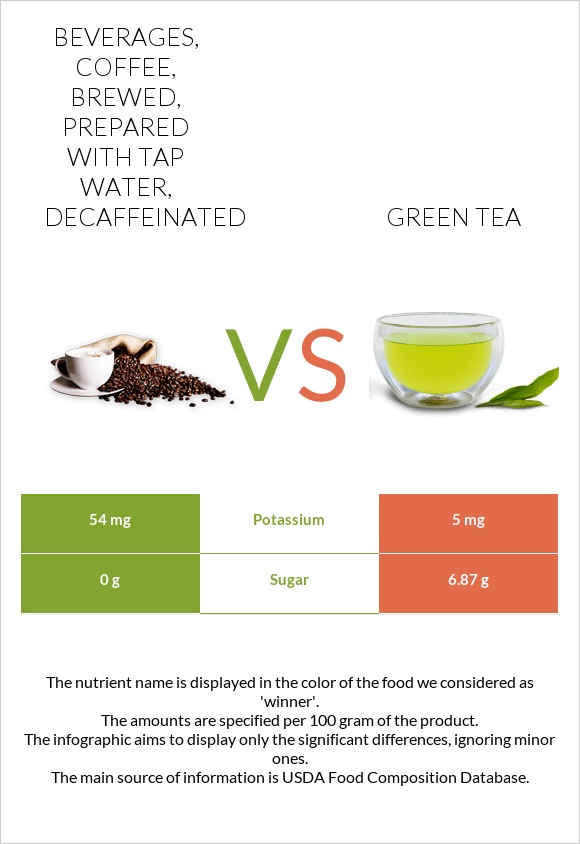 BEVERAGES,
COFFEE,
BREWED,
PREPARED
WITH TAP
WATER,
DECAFFEINATED
GREEN TEA
VS
54 mg Potassium 5 mg
0 g Sugar 6.87 g
The nutrient name is displayed in the color of the food we considered as
'winner'.
The amounts are specified per 100 gram of the product.
The infographic aims to display only the significant differences, ignoring minor
ones.
The main source of information is USDA Food Composition Database.